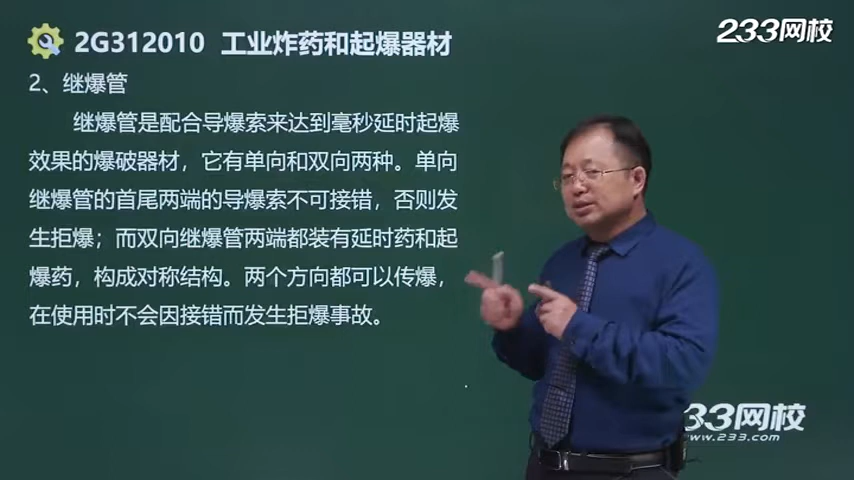 233网校
2G312010 工业炸药和起爆器材
2、继爆管
继爆管是配合导爆索来达到毫秒延时起爆
效果的爆破器材，它有单向和双向两种。单向
继爆管的首尾两端的导爆索不可接错，否则发
生拒爆；而双向继爆管两端都装有延时药和起
爆药，构成对称结构。两个方向都可以传爆，
在使用时不会因接错而发生拒爆事故。
233网校
www.233.com